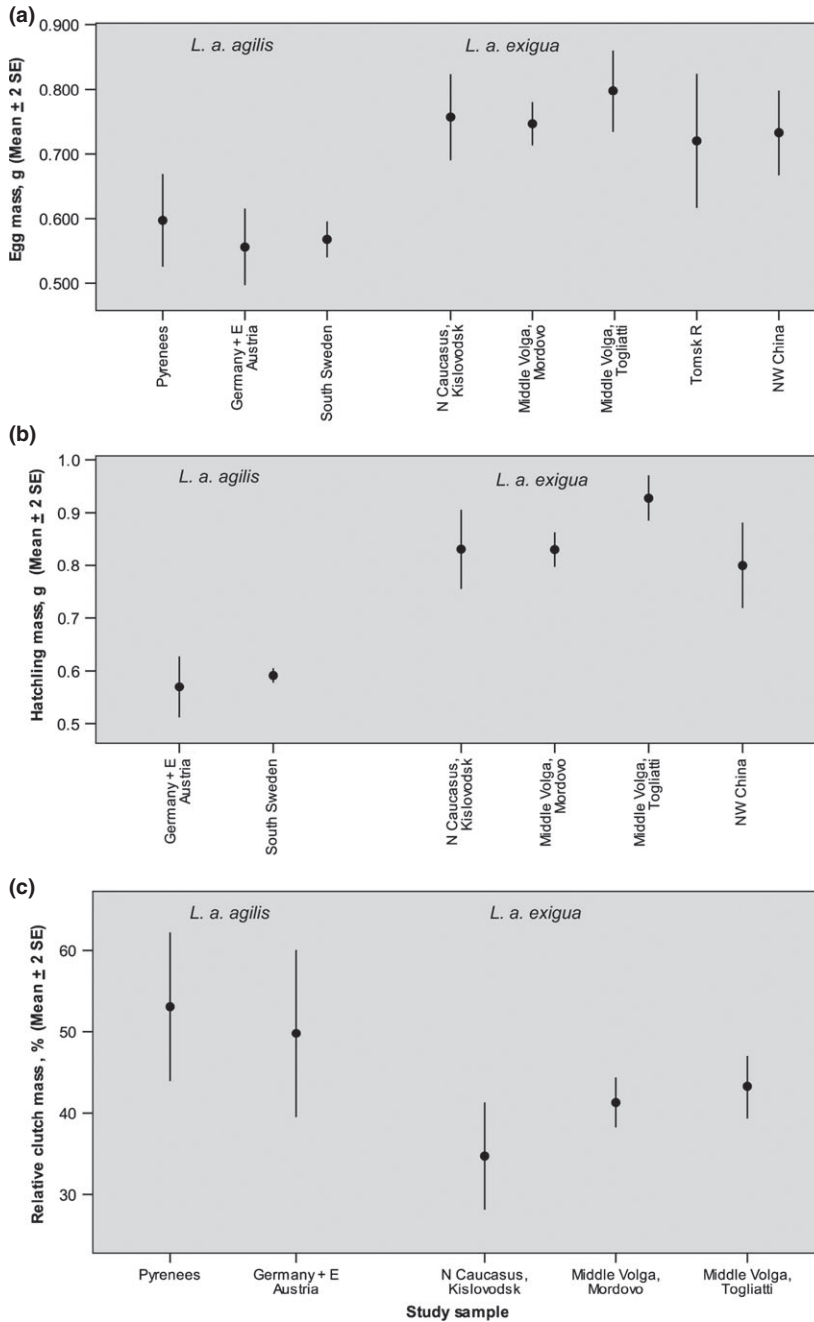 (a)
L. a. agilis
L. a. exigua
0.900
0.800
0.700
0.600
0.500
Egg mass, g (Mean ± 2 SE)
Pyrenees
Germany + E
Austria
South Sweden
N Caucasus,
Kislovodsk
Middle Volga,
Mordovo
Middle Volga,
Togliatti
Tomsk R
NW China
(b)
L. a. agilis
L. a. exigua
1.0
0.9
0.8
0.7
0.6
0.5
Hatchling mass, g (Mean ± 2 SE)
Germany + E
Austria
South Sweden
N Caucasus,
Kislovodsk
Middle Volga,
Mordovo
Middle Volga,
Togliatti
NW China
(c)
L. a. agilis
L. a. exigua
60
50
40
30
Relative clutch mass , % (Mean ± 2 SE)
Pyrenees
Germany + E
Austria
N Caucasus,
Kislovodsk
Middle Volga,
Mordovo
Middle Volga,
Togliatti
Study sample